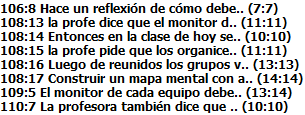 106:8 Hace un reflexión de cómo debe.. (7:7)
108:13 la profe dice que el monitor d.. (11:11)
108:14 Entonces en la clase de hoy se.. (10:10)
108:15 la profe pide que los organice.. (11:11)
108:16 Luego de reunidos los grupos v.. (13:13)
108:17 Construir un mapa mental con a.. (14:14)
109:5 El monitor de cada equipo debe.. (13:14)
110:7 La profesora también dice que .. (10:10)